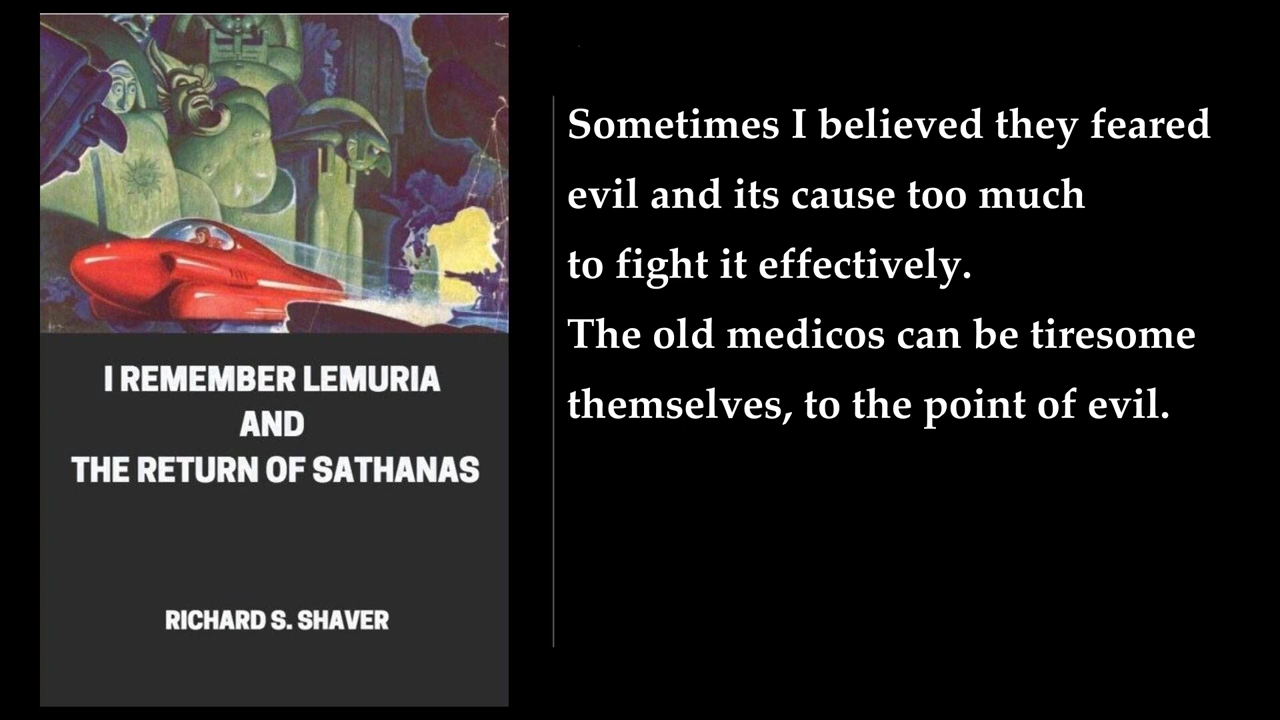 I REMEMBER LEMURIA
AND
THE RETURN OF SATHANAS
RICHARD S. SHAVER
Sometimes I believed they feared
evil and its cause too much
to fight it effectively.
The old medicos can be tiresome
themselves, to the point of evil.